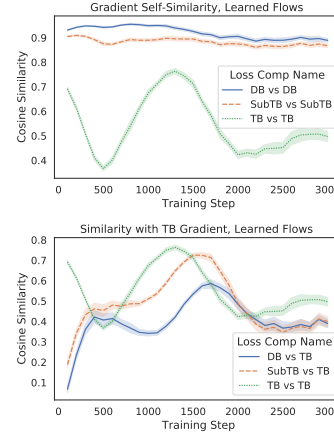 Gradient Self-Similarity, Learned Flows
Cosine Similarity
0.9
0.8
0.7
0.6
0.5
0.4
Loss Comp Name
DB vs DB
SubTB vs SubTB
TB vs TB
0 500 1000 1500 2000 2500 3000
Training Step
Similarity with TB Gradient, Learned Flows
Cosine Similarity
0.8
0.7
0.6
0.5
0.4
0.3
0.2
0.1
Loss Comp Name
DB vs TB
SubTB vs TB
TB vs TB
0 500 1000 1500 2000 2500 3000
Training Step